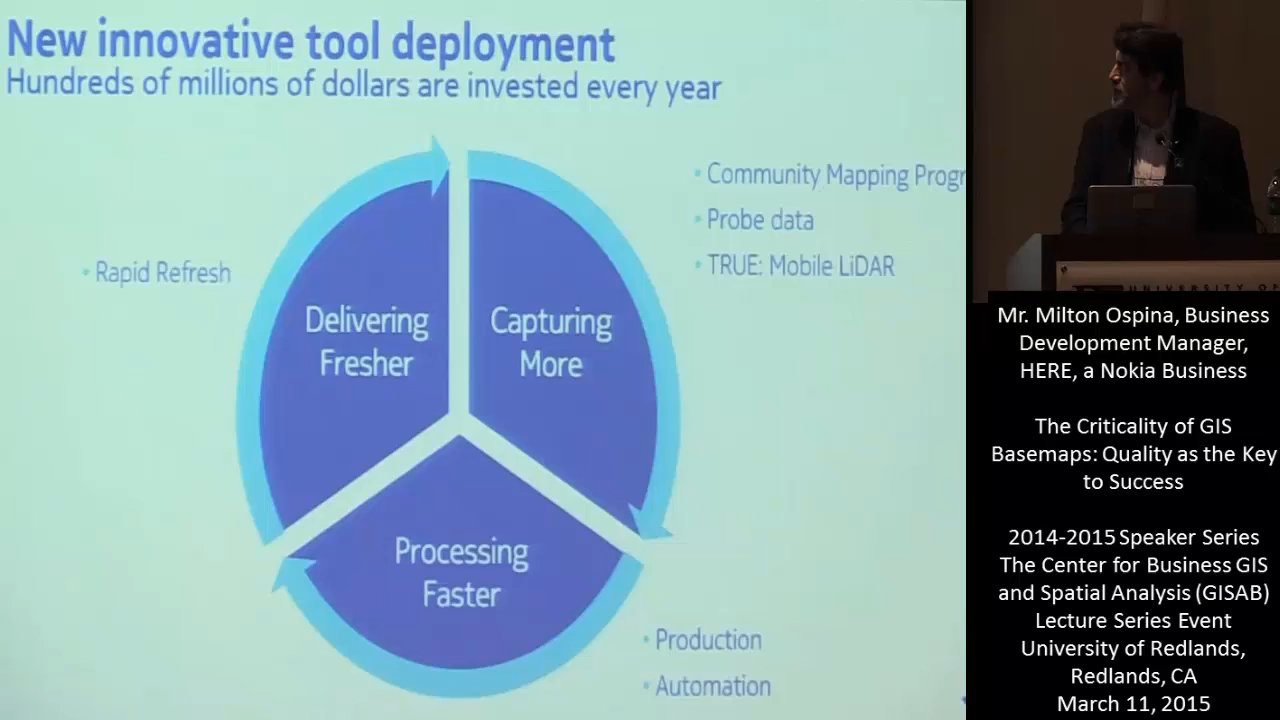 New innovative tool deployment
Hundreds of millions of dollars are invested every year
• Community Mapping Progr
• Probe data
• TRUE: Mobile LiDAR
• Rapid Refresh
Delivering
Fresher
Capturing
More
Processing
Faster
• Production
• Automation
UNIVERSITY OF
Mr. Milton Ospina, Business
Development Manager,
HERE, a Nokia Business
The Criticality of GIS
Basemaps: Quality as the Key
to Success
2014-2015 Speaker Series
The Center for Business GIS
and Spatial Analysis (GISAB)
Lecture Series Event
University of Redlands,
Redlands, CA
March 11, 2015